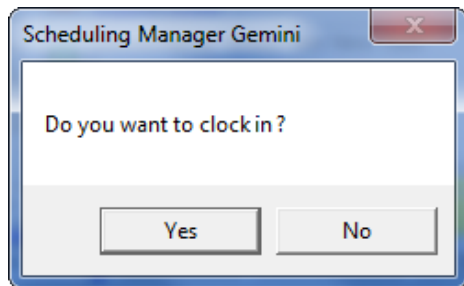 Scheduling Manager Gemini
Do you want to clock in ?
Yes No